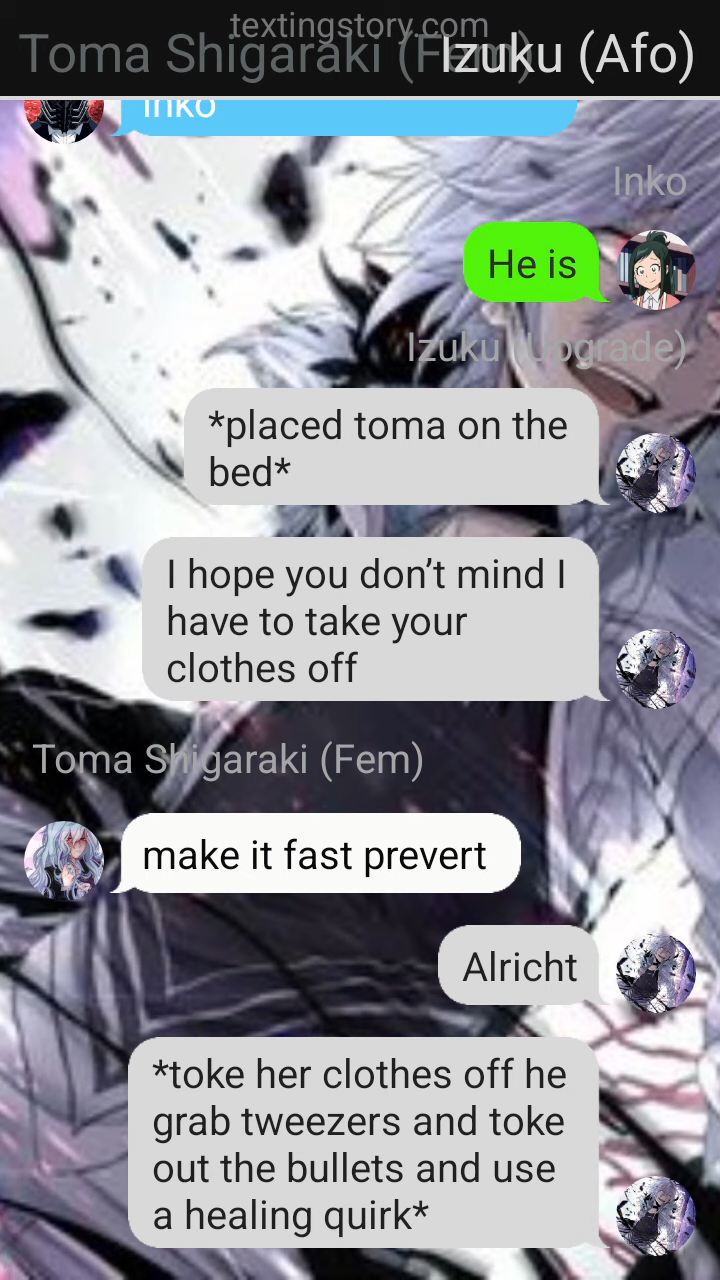 textingstory.com
Toma Shigaraki (Fem) Izuku (Afo)
Inko
Inko
He is
Izuku (Upgrade)
*placed toma on the
bed*
I hope you don't mind I
have to take your
clothes off
Toma Shigaraki (Fem)
make it fast prevert
Alricht
*toke her clothes off he
grab tweezers and toke
out the bullets and use
a healing quirk*